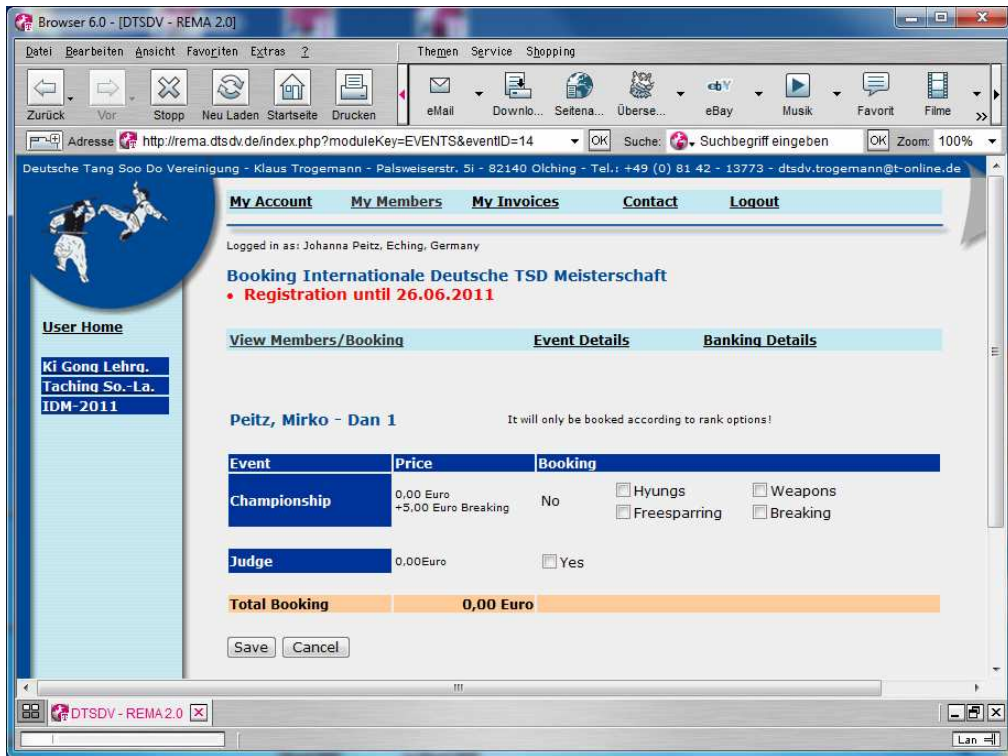 Browser 6.0 - [DTSDV - REMA 2.0]
Datei Bearbeiten Ansicht Favoriten Extras ? Themen Service Shopping
Zurück Vor Stopp Neu Laden Startseite Drucken eMail Downlo... Seitena... Überse... eBay Musik Favorit Filme »
Adresse http://rema.dtsdv.de/index.php?moduleKey=EVENTS&eventID=14 OK Suche: Suchbegriff eingeben OK Zoom: 100%
Deutsche Tang Soo Do Vereinigung - Klaus Trogemann - Palsweiserstr. 5i - 82140 Olching - Tel.: +49 (0) 81 42 - 13773 - dtsdv.trogemann@t-online.de
My Account My Members My Invoices Contact Logout
Logged in as: Johanna Peitz, Eching, Germany
Booking Internationale Deutsche TSD Meisterschaft
• Registration until 26.06.2011
User Home
View Members/Booking Event Details Banking Details
Ki Gong Lehrg.
Taching So.-La.
IDM-2011
Peitz, Mirko - Dan 1 It will only be booked according to rank options!
Event Price Booking
Championship 0,00 Euro
+5,00 Euro Breaking
No Hyungs Weapons
Freesparring Breaking
Judge 0,00Euro Yes
Total Booking 0,00 Euro
Save Cancel
DTSDV - REMA 2.0
Lan